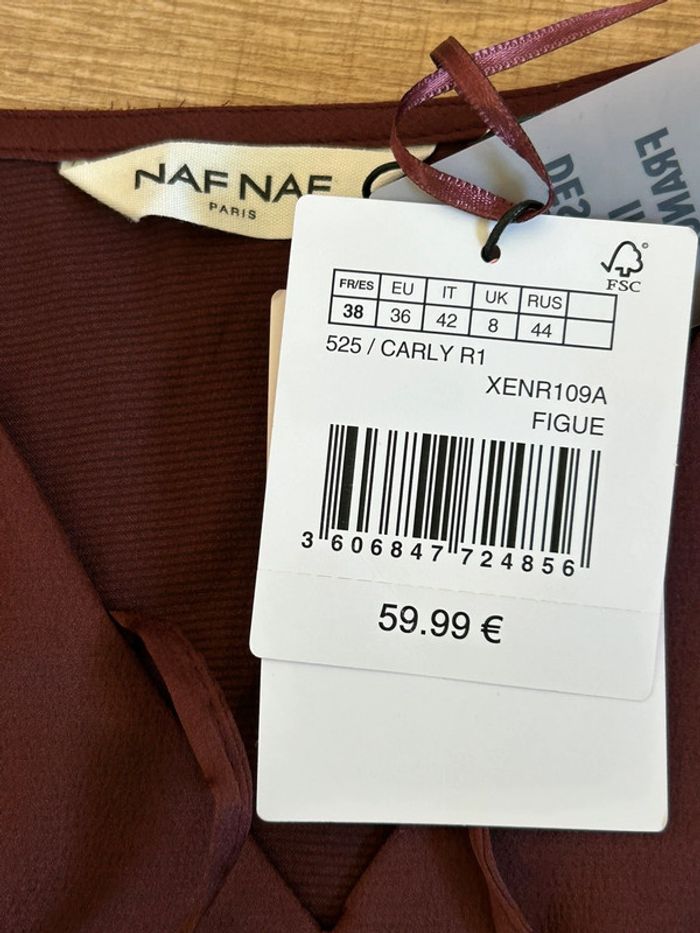 NAF NAF
PARIS
FSC
FR/ES EU IT UK RUS
38 36 42 8 44
525 / CARLY R1
XENR109A
FIGUE
3 606847 724856
59.99 €